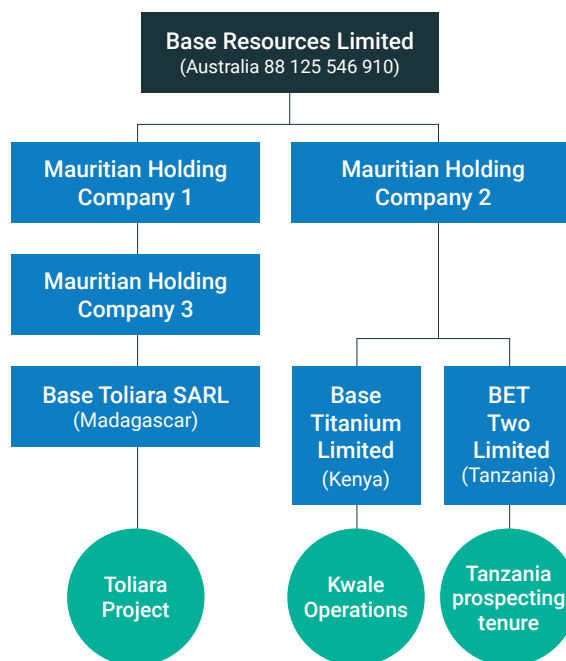 Base Resources Limited
(Australia 88 125 546 910)
Mauritian Holding
Company 1
Mauritian Holding
Company 2
Mauritian Holding
Company 3
Base Toliara SARL
(Madagascar)
Base
Titanium
Limited
(Kenya)
BET
Two
Limited
(Tanzania)
Toliara
Project
Kwale
Operations
Tanzania
prospecting
tenure